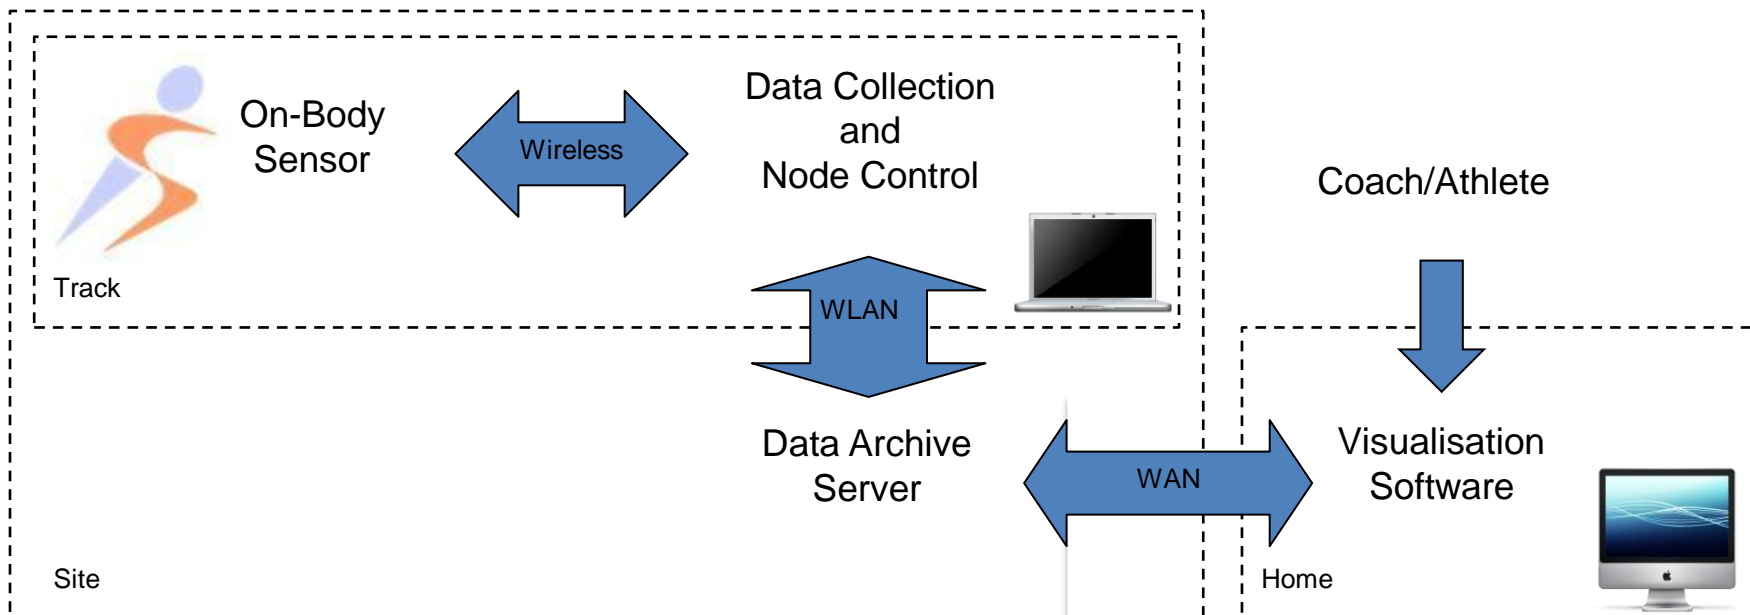 On-Body
Sensor
Wireless
Data Collection
and
Node Control
Track
WLAN
Coach/Athlete
Data Archive
Server
WAN
Visualisation
Software
Site
Home